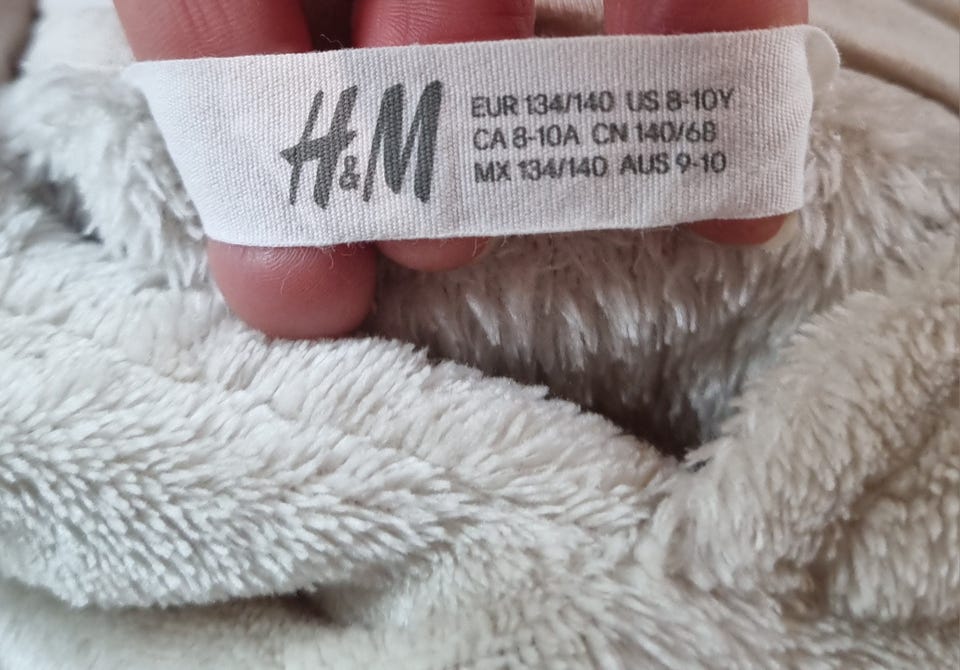 H&M
EUR 134/140 US 8-10Y
CA 8-10A CN 140/68
MX 134/140 AUS 9-10